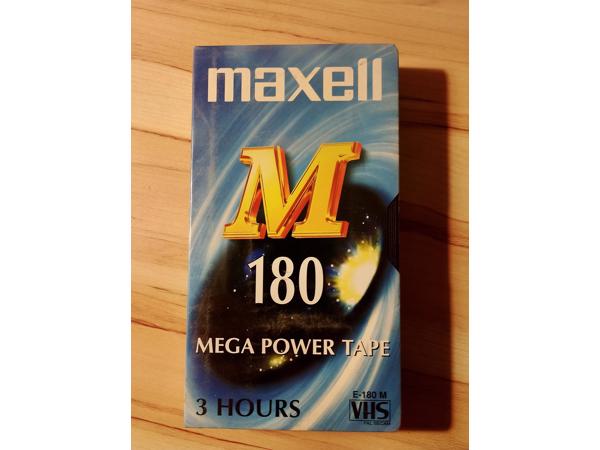 maxell
M
180
MEGA POWER TAPE
3 HOURS
E-180 M
VHS